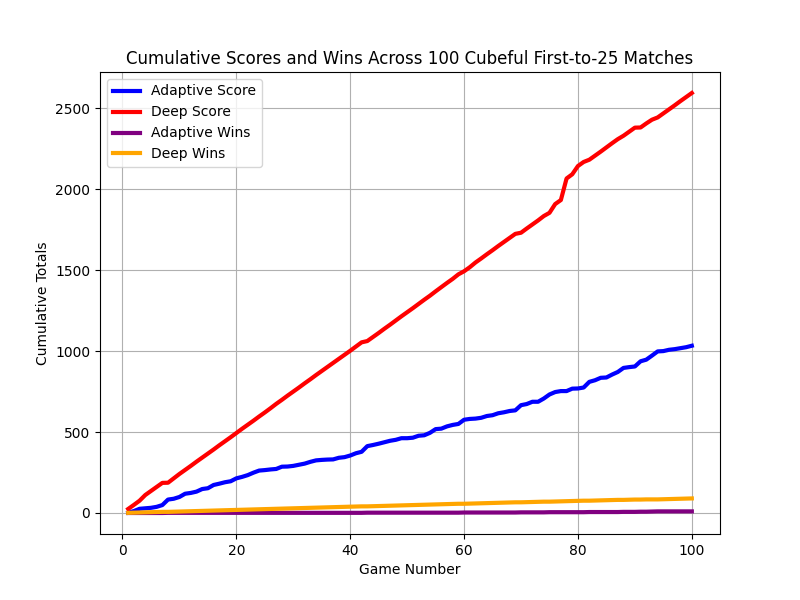 Cumulative Scores and Wins Across 100 Cubeful First-to-25 Matches
Adaptive Score
Deep Score
Adaptive Wins
Deep Wins
2500
2000
1500
1000
500
0
Cumulative Totals
0 20 40 60 80 100
Game Number